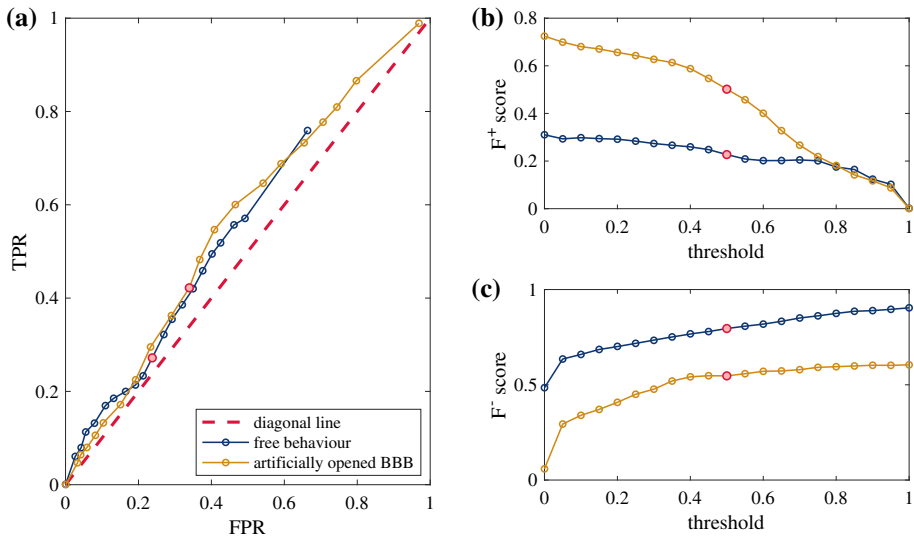 (a)
1
0.8
0.6
0.4
0.2
0
TPR
0 0.2 0.4 0.6 0.8 1
FPR
diagonal line
free behaviour
artificially opened BBB
(b)
0.8
0.6
0.4
0.2
0
F+ score
0 0.2 0.4 0.6 0.8 1
threshold
(c)
1
0.5
0
F- score
0 0.2 0.4 0.6 0.8 1
threshold